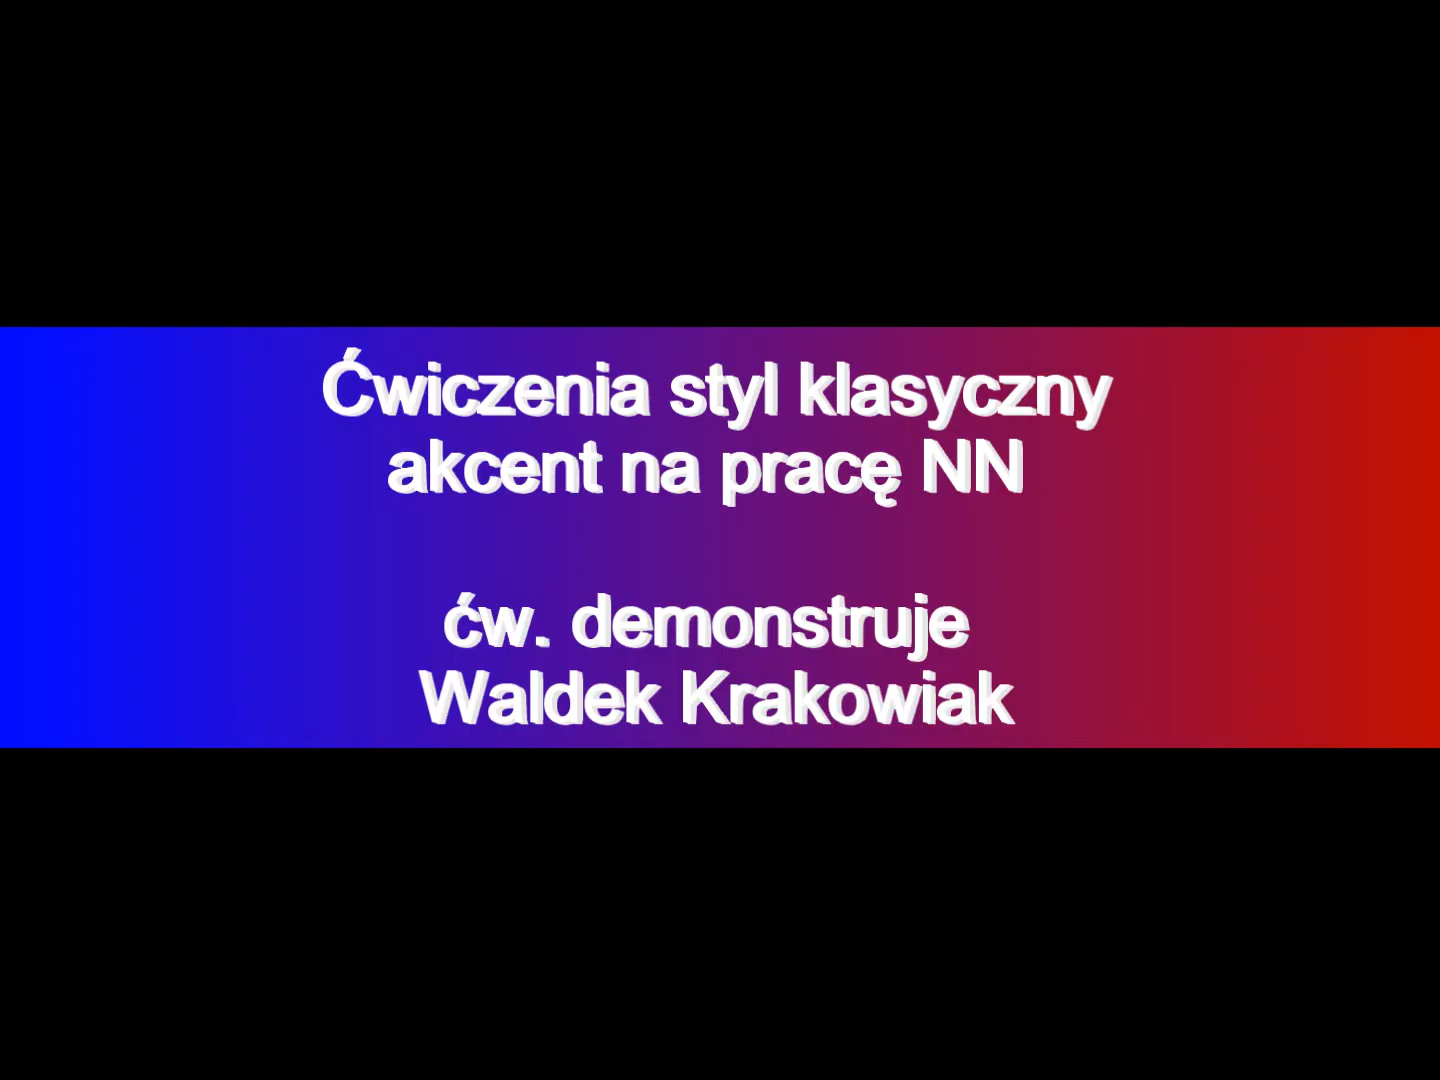 Ćwiczenia styl klasyczny
akcent na pracę NN
ćw. demonstruje
Waldek Krakowiak